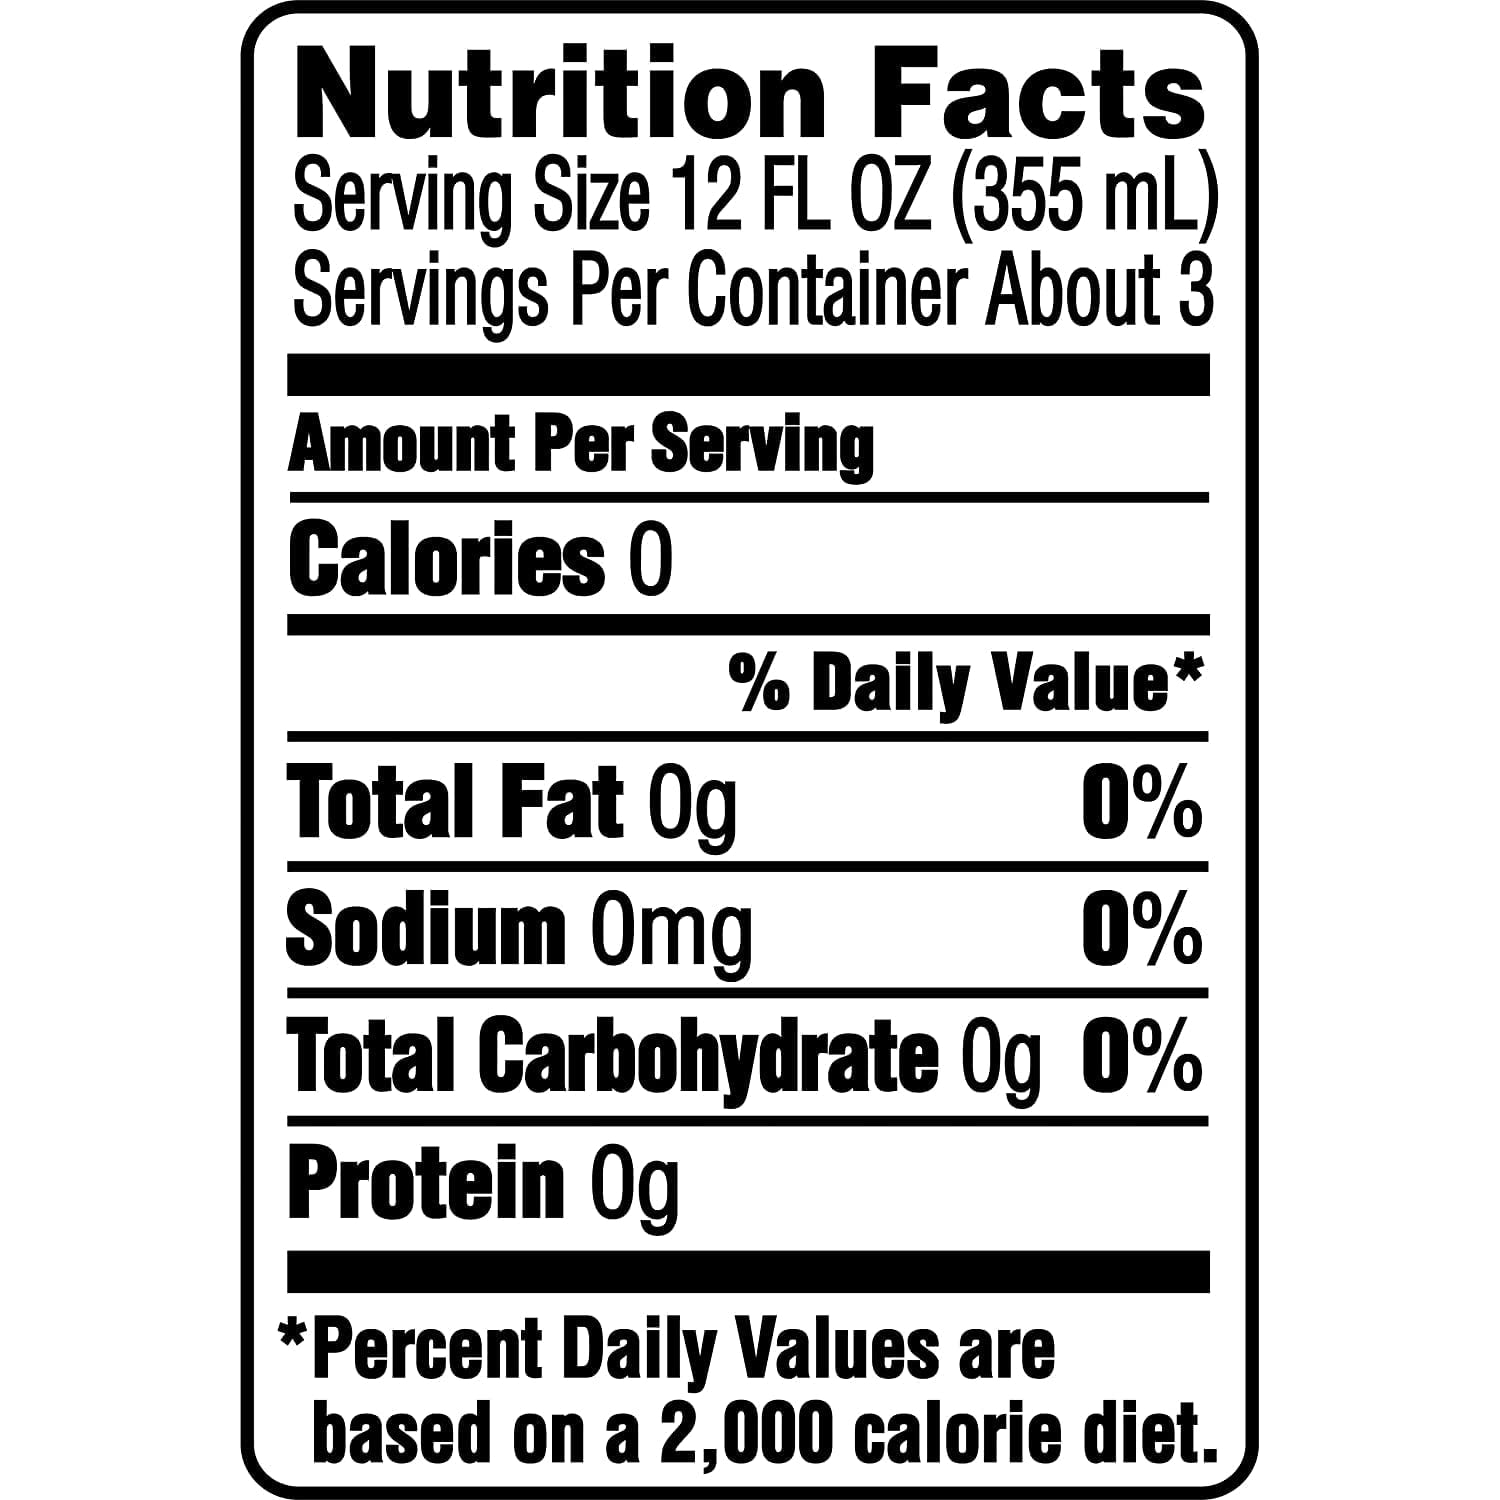 Nutrition Facts
Serving Size 12 FL OZ (355 mL)
Servings Per Container About 3
Amount Per Serving
Calories 0
% Daily Value*
Total Fat 0g 0%
Sodium 0mg 0%
Total Carbohydrate 0g 0%
Protein 0g
*Percent Daily Values are
based on a 2,000 calorie diet.